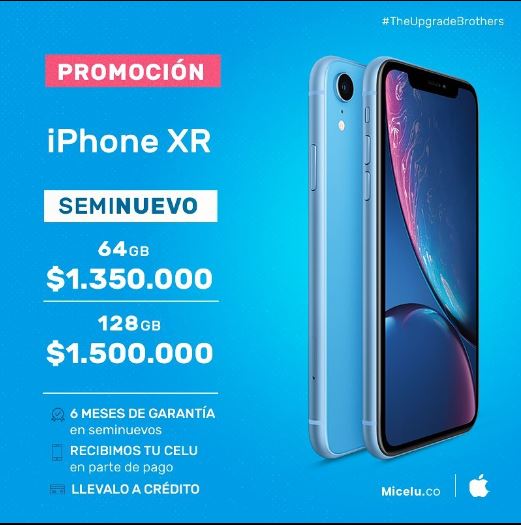 #TheUpgradeBrothers
PROMOCIÓN
iPhone XR
SEMINUEVO
64GB
$1.350.000
128GB
$1.500.000
6 MESES DE GARANTÍA
en seminuevos
RECIBIMOS TU CELU
en parte de pago
LLEVALO A CRÉDITO
Micelu.co